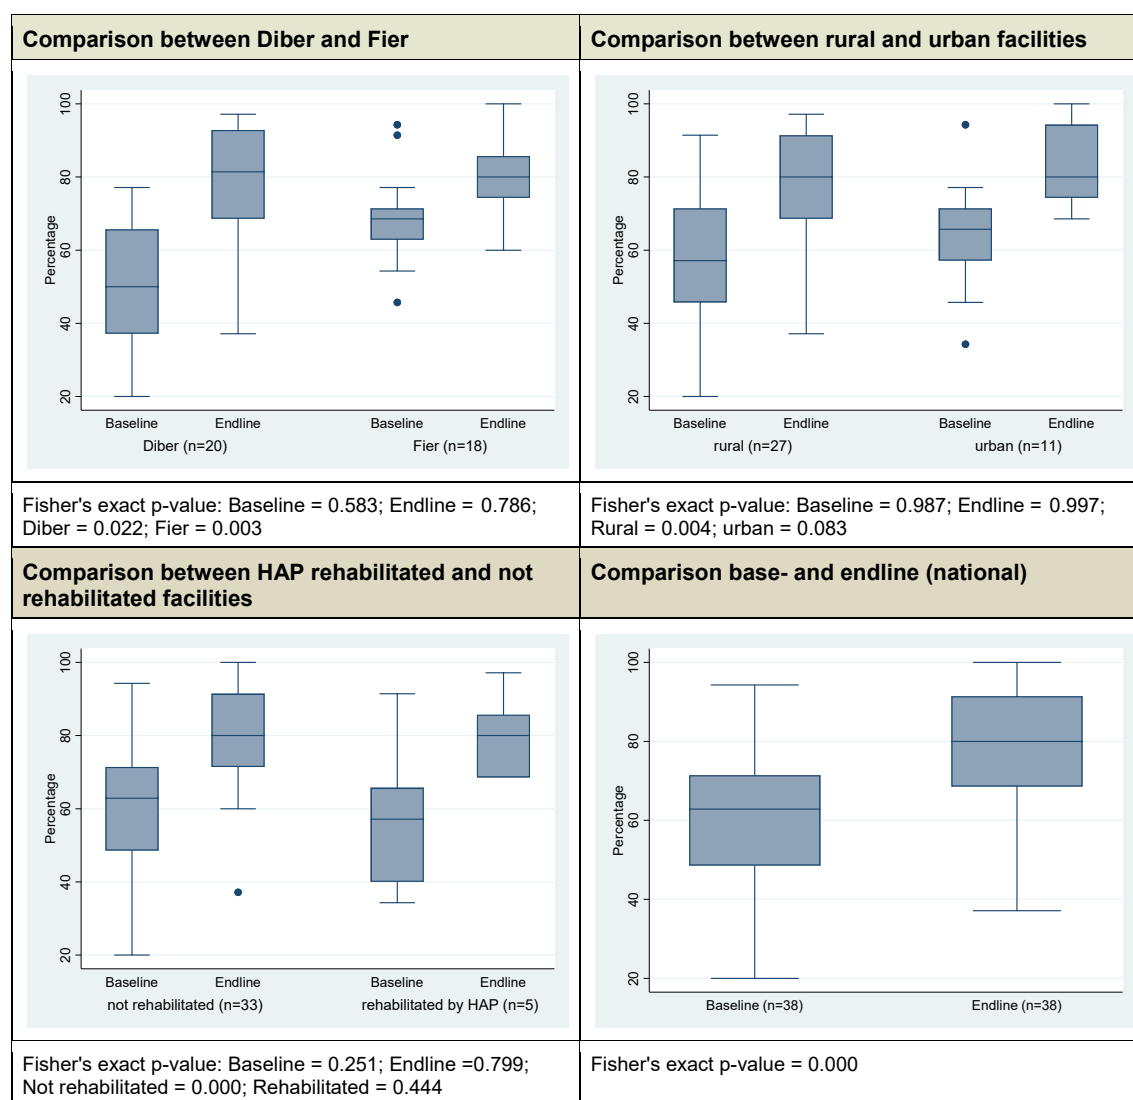 Comparison between Diber and Fier
Comparison between rural and urban facilities
Percentage
100
80
60
40
20
Baseline
Endline
Baseline
Endline
Diber (n=20)
Fier (n=18)
Percentage
100
80
60
40
20
Baseline
Endline
Baseline
Endline
rural (n=27)
urban (n=11)
Fisher's exact p-value: Baseline = 0.583; Endline = 0.786;
Diber = 0.022; Fier = 0.003
Fisher's exact p-value: Baseline = 0.987; Endline = 0.997;
Rural = 0.004; urban = 0.083
Comparison between HAP rehabilitated and not
rehabilitated facilities
Comparison base- and endline (national)
Percentage
100
80
60
40
20
Baseline
Endline
Baseline
Endline
not rehabilitated (n=33)
rehabilitated by HAP (n=5)
Percentage
100
80
60
40
20
Baseline (n=38)
Endline (n=38)
Fisher's exact p-value: Baseline = 0.251; Endline =0.799;
Not rehabilitated = 0.000; Rehabilitated = 0.444
Fisher's exact p-value = 0.000